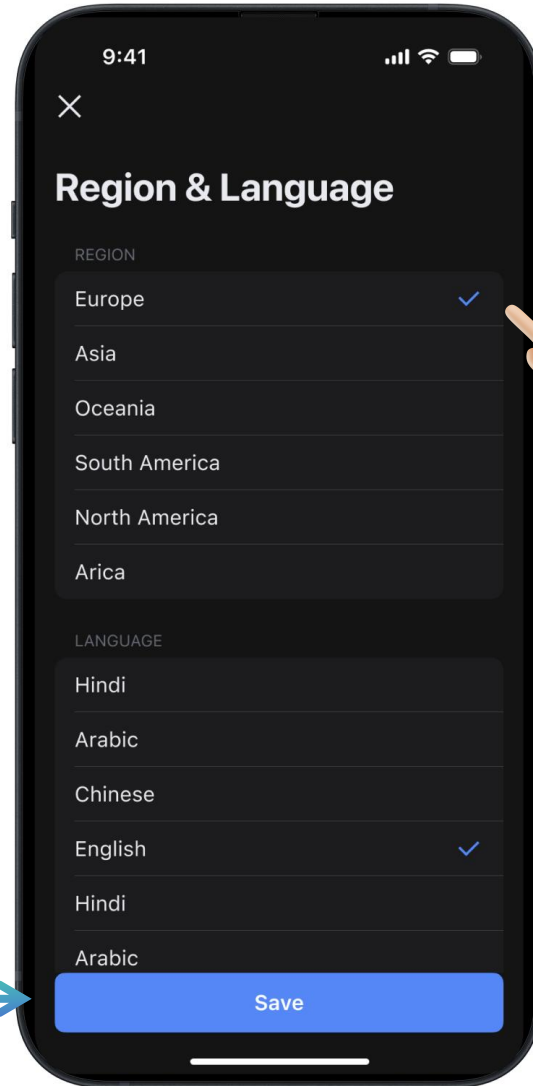 9:41
Region & Language
REGION
Europe
Asia
Oceania
South America
North America
Arica
LANGUAGE
Hindi
Arabic
Chinese
English
Hindi
Arabic
Save